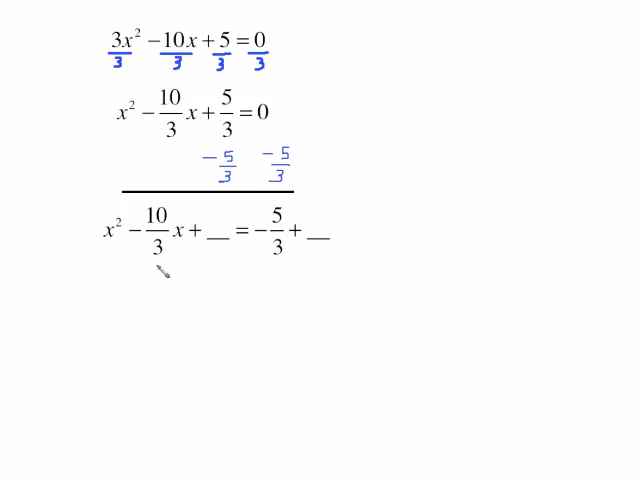 3x² − 10x + 5 = 0
3 3 3 3
x² − 10/3 x + 5/3 = 0
− 5/3 − 5/3
x² − 10/3 x + __ = − 5/3 + __